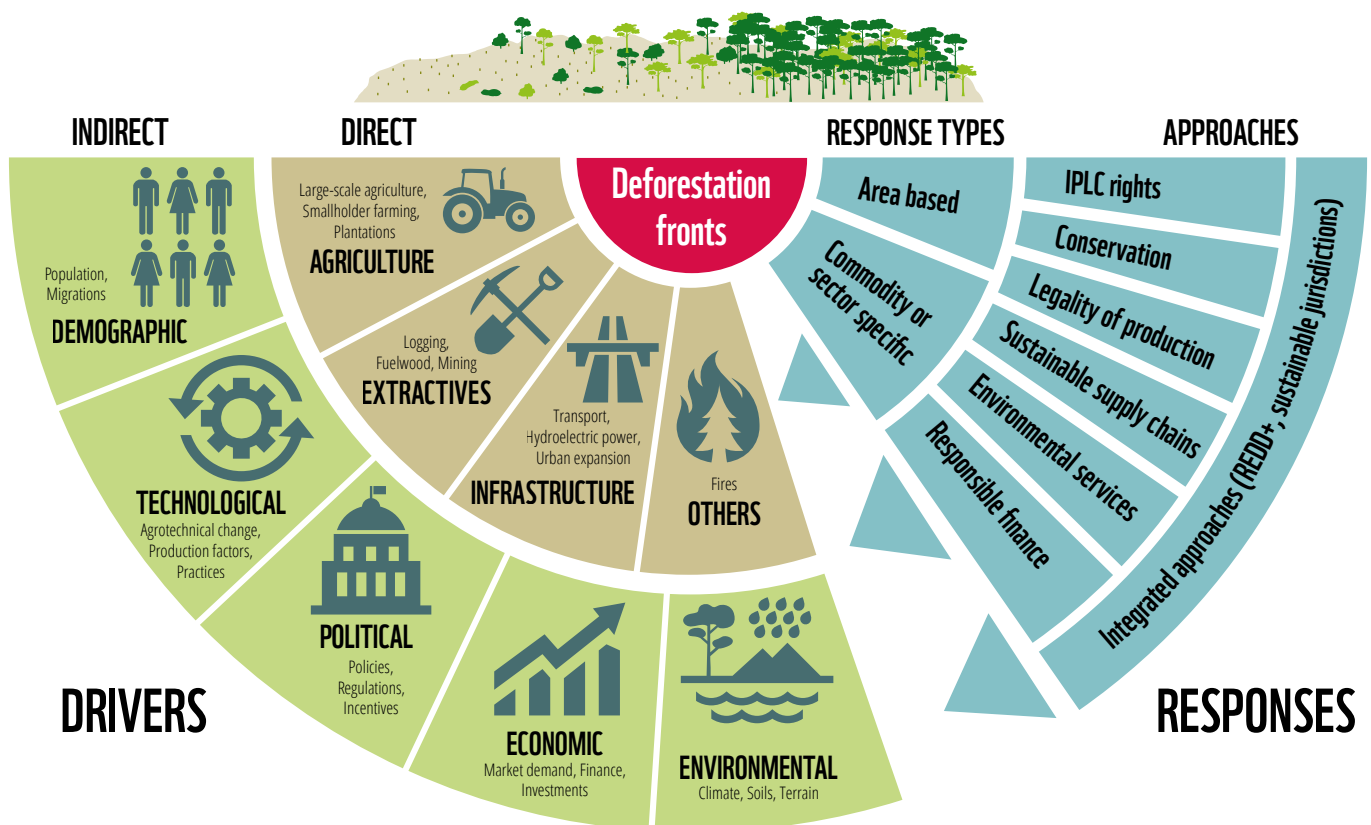 INDIRECT
DIRECT
RESPONSE TYPES
APPROACHES
Deforestation
fronts
Population,
Migrations
DEMOGRAPHIC
TECHNOLOGICAL
Agrotechnical change,
Production factors,
Practices
POLITICAL
Policies,
Regulations,
Incentives
ECONOMIC
Market demand, Finance,
Investments
ENVIRONMENTAL
Climate, Soils, Terrain
Large-scale agriculture,
Smallholder farming,
Plantations
AGRICULTURE
Logging,
Fuelwood, Mining
EXTRACTIVES
Transport,
Hydroelectric power,
Urban expansion
INFRASTRUCTURE
Fires
OTHERS
Area based
Commodity or
sector specific
IPLC rights
Conservation
Legality of production
Sustainable supply chains
Environmental services
Responsible finance
Integrated approaches (REDD+, sustainable jurisdictions)
DRIVERS
RESPONSES